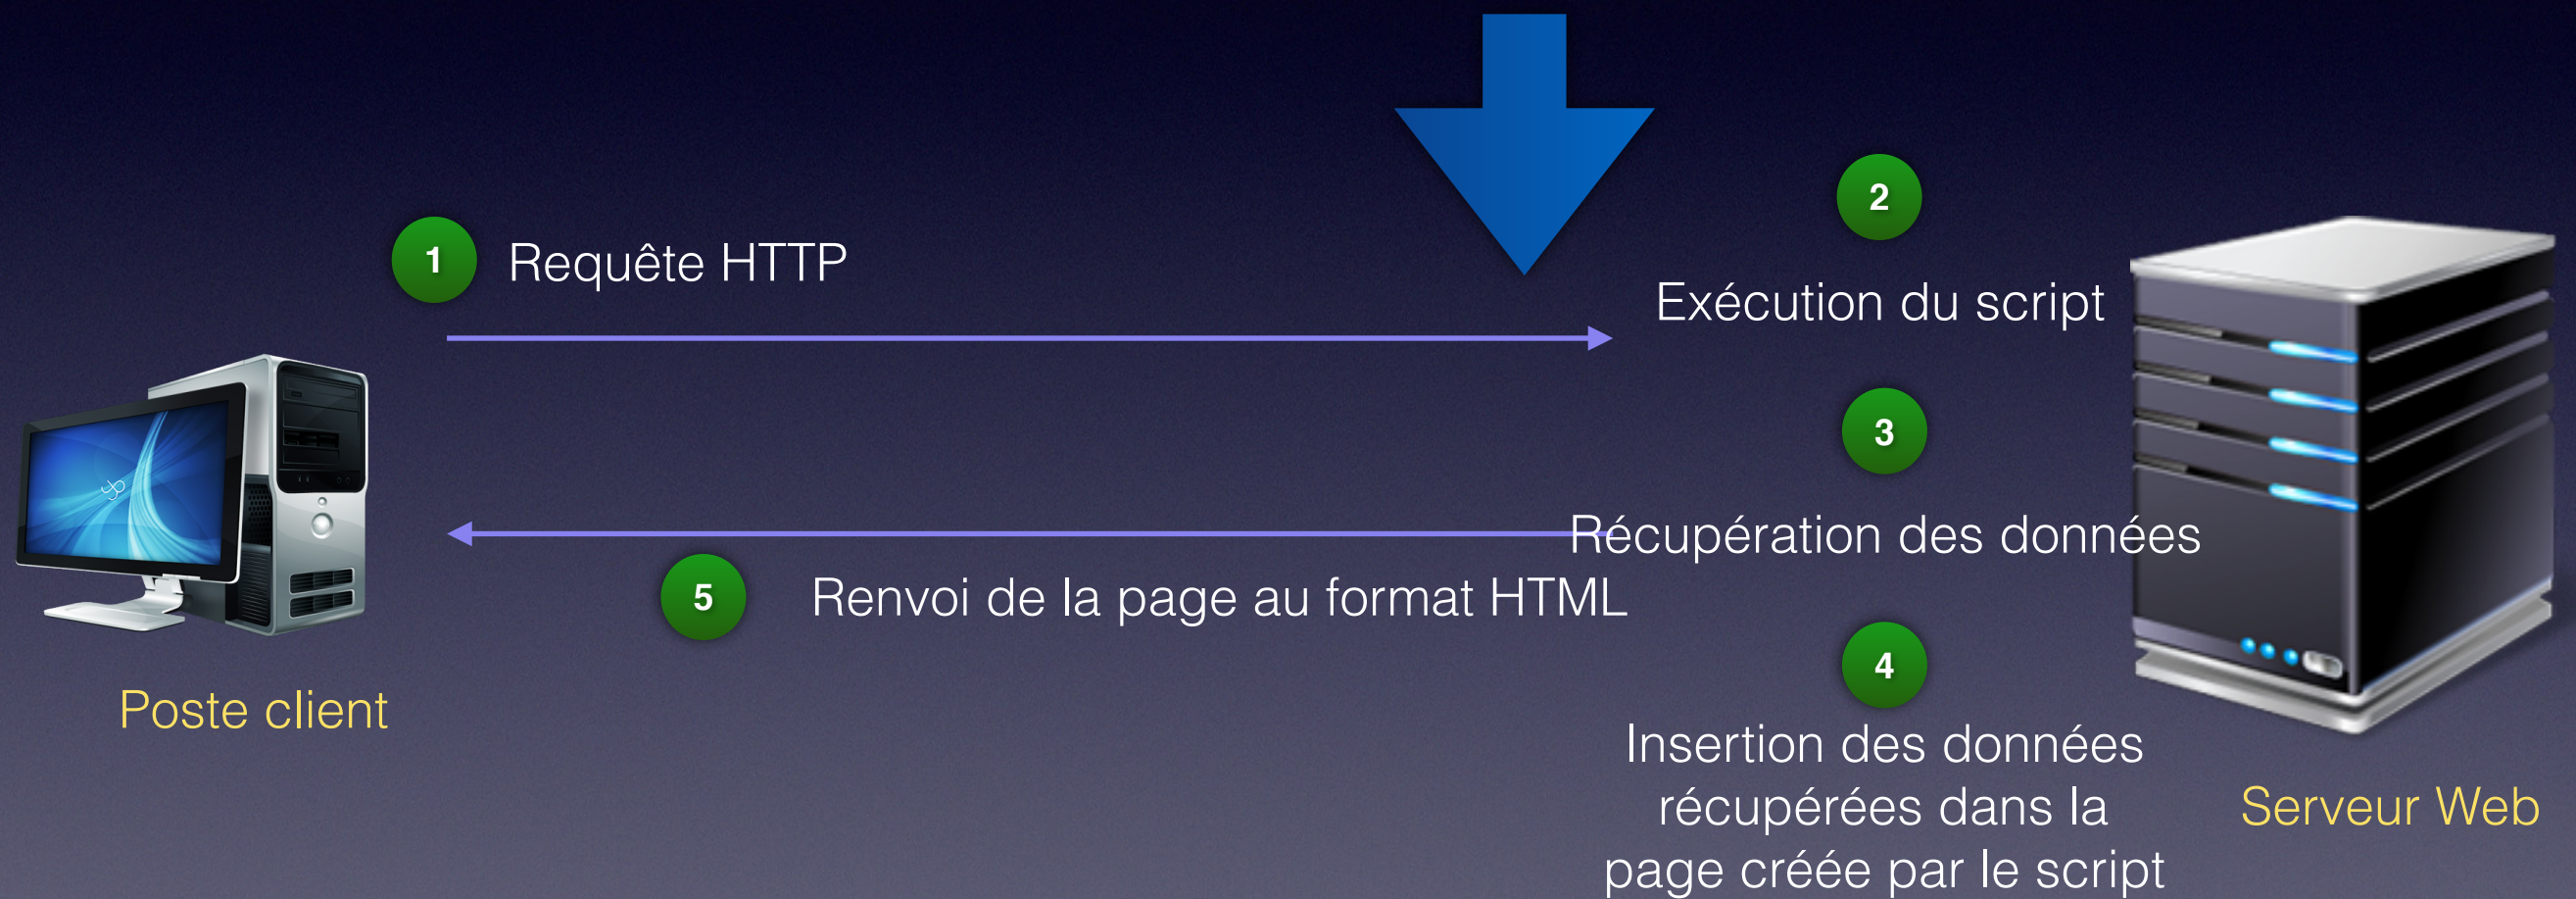 1
Requête HTTP
2
Exécution du script
3
Récupération des données
4
Insertion des données
récupérées dans la
page créée par le script
5
Renvoi de la page au format HTML
Poste client
Serveur Web